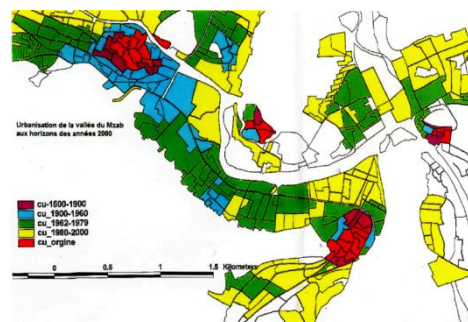 Urbanisation de la vallée du Mzab
aux horizons des années 2000
cu-1600-1900
cu_1900-1960
cu_1962-1979
cu_1980-2000
cu_orgine
0 0.5 1 1.5 Kilometers